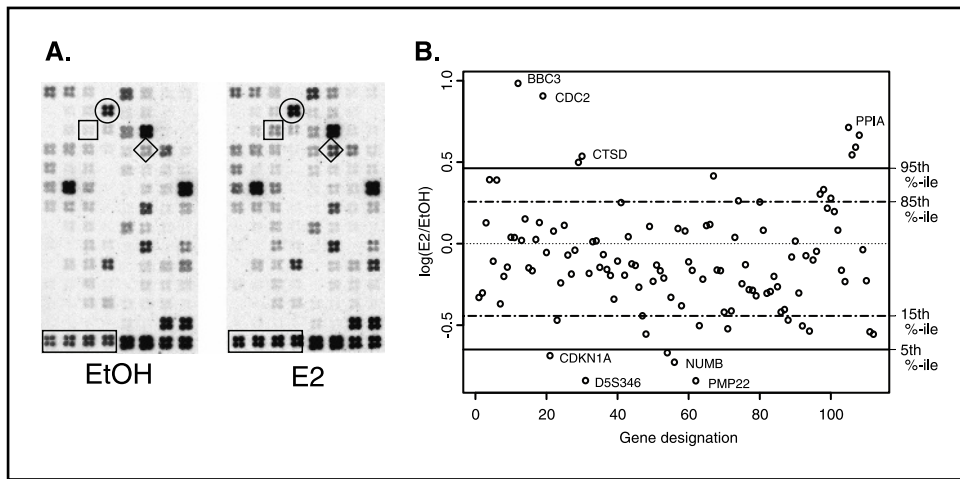 A.
EtOH
E2
B.
log(E2/EtOH)
1.0
0.5
0.0
-0.5
BBC3
CDC2
CTSD
PPIA
CDKN1A
D5S346
NUMB
PMP22
95th
%-ile
85th
%-ile
15th
%-ile
5th
%-ile
0 20 40 60 80 100
Gene designation